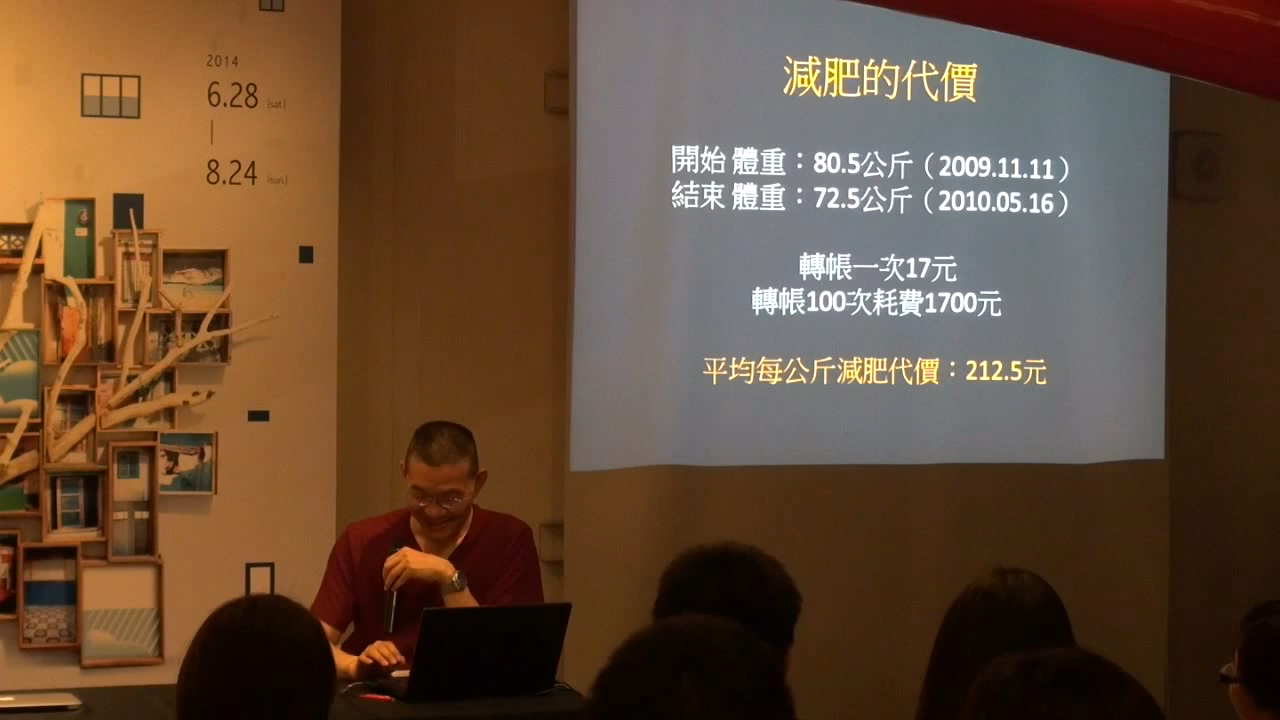 2014
6.28 (sat.)
8.24 (sun.)
減肥的代價
開始 體重：80.5公斤（2009.11.11）
結束 體重：72.5公斤（2010.05.16）
轉帳一次17元
轉帳100次耗費1700元
平均每公斤減肥代價：212.5元